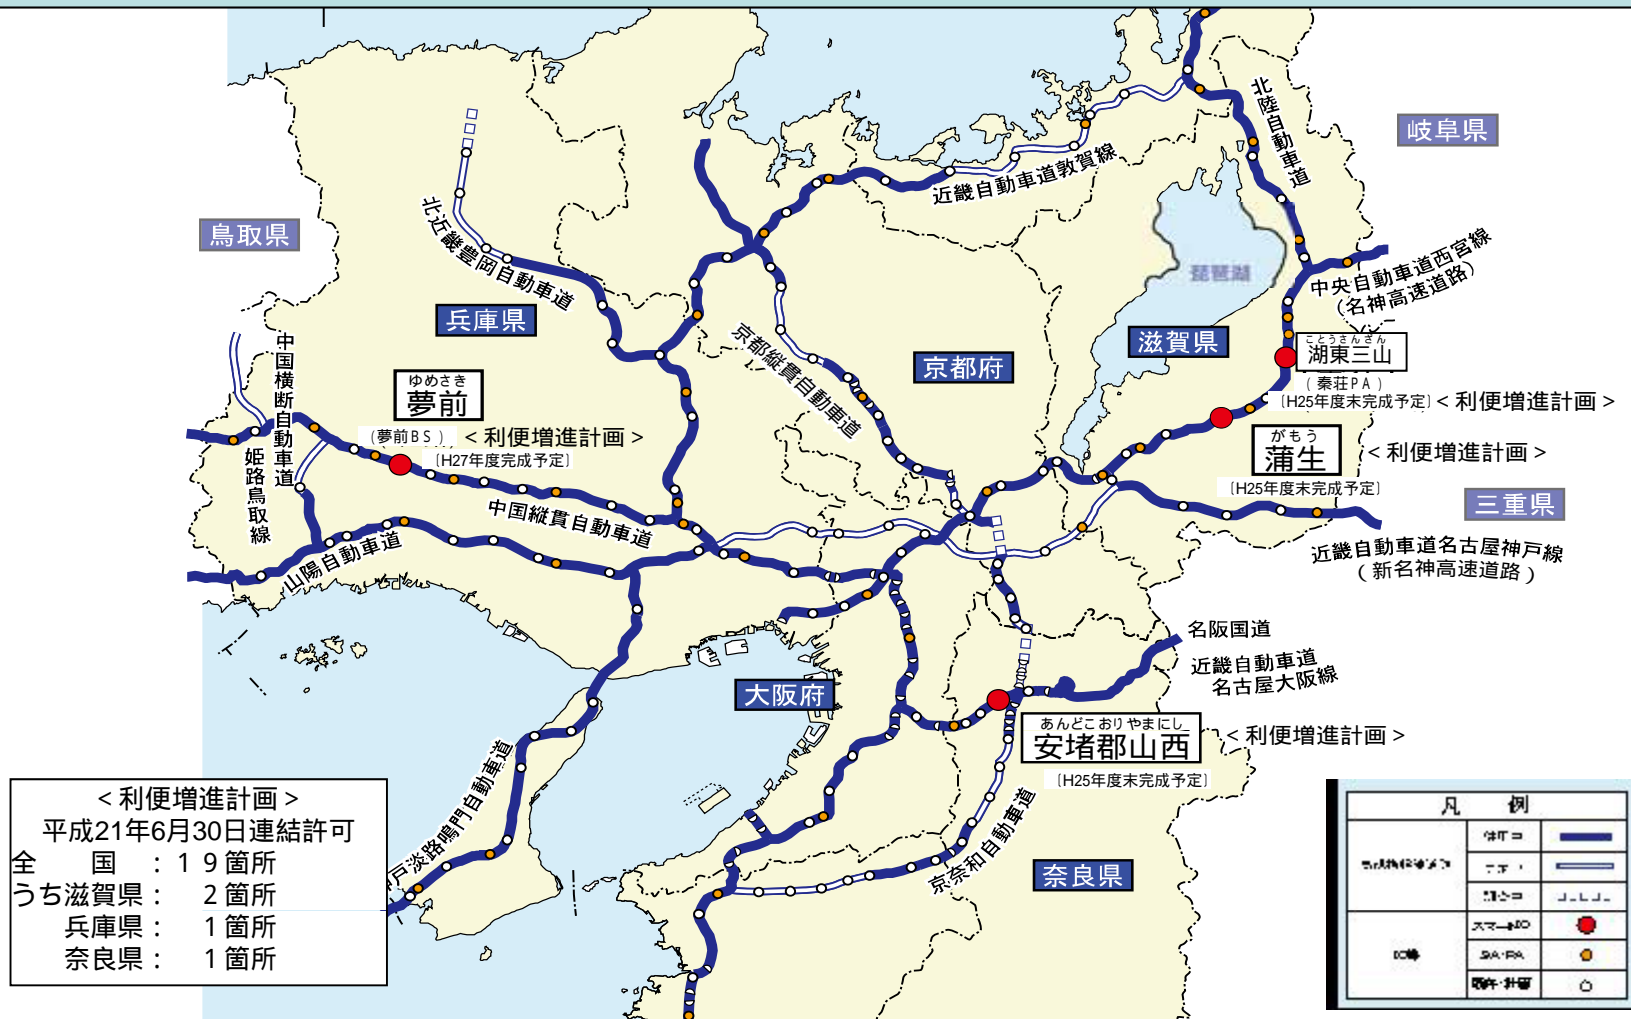 北陸自動車道
岐阜県
近畿自動車道敦賀線
鳥取県
北近畿豊岡自動車道
琵琶湖
中央自動車道西宮線
(名神高速道路)
兵庫県
京都縦貫自動車道
滋賀県
ことうさんざん
湖東三山
(秦荘PA)
[H25年度末完成予定]
<利便増進計画>
京都府
中国横断自動車道
姫路鳥取線
ゆめさき
夢前
(夢前BS)
<利便増進計画>
[H27年度完成予定]
がもう
蒲生
<利便増進計画>
[H25年度末完成予定]
三重県
中国縦貫自動車道
山陽自動車道
近畿自動車道名古屋神戸線
(新名神高速道路)
名阪国道
近畿自動車道
名古屋大阪線
大阪府
あんどこおりやまにし
安堵郡山西
<利便増進計画>
[H25年度末完成予定]
戸淡路鳴門自動車道
京奈和自動車道
奈良県
<利便増進計画>
平成21年6月30日連結許可
全 国 : 19箇所
うち滋賀県: 2箇所
兵庫県: 1箇所
奈良県: 1箇所
凡 例
SA・PA